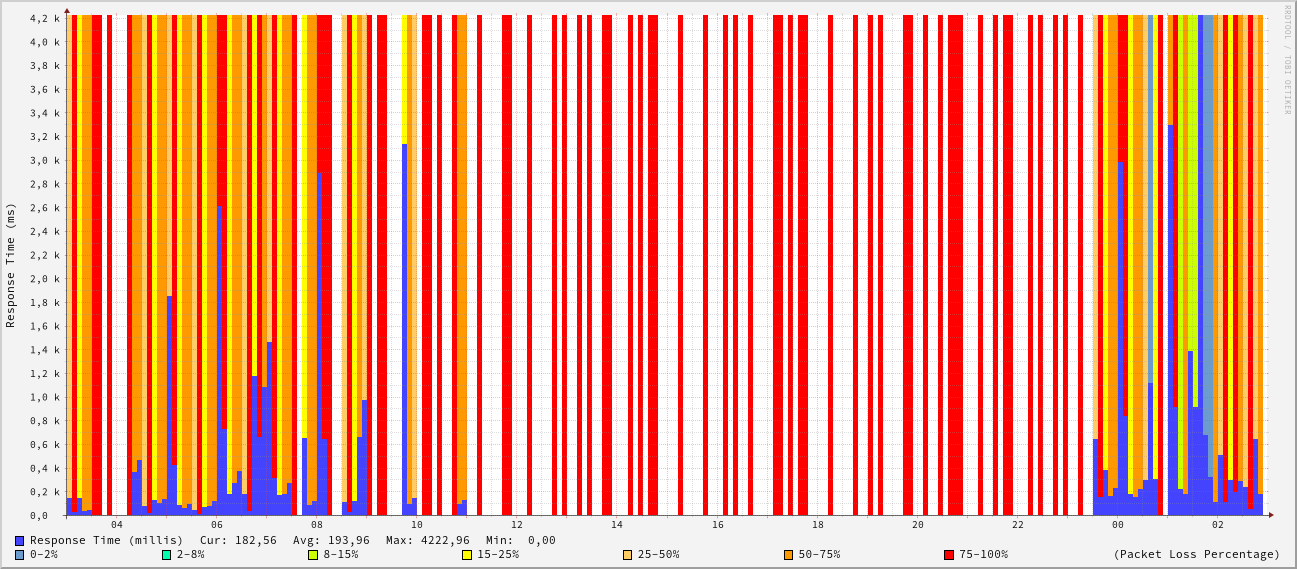 RRDTOOL / TOBI OETIKER
Response Time (ms)
4,2 k
4,0 k
3,8 k
3,6 k
3,4 k
3,2 k
3,0 k
2,8 k
2,6 k
2,4 k
2,2 k
2,0 k
1,8 k
1,6 k
1,4 k
1,2 k
1,0 k
0,8 k
0,6 k
0,4 k
0,2 k
0,0
04 06 08 10 12 14 16 18 20 22 00 02
Response Time (millis) Cur: 182,56 Avg: 193,96 Max: 4222,96 Min: 0,00
0-2% 2-8% 8-15% 15-25% 25-50% 50-75% 75-100% (Packet Loss Percentage)